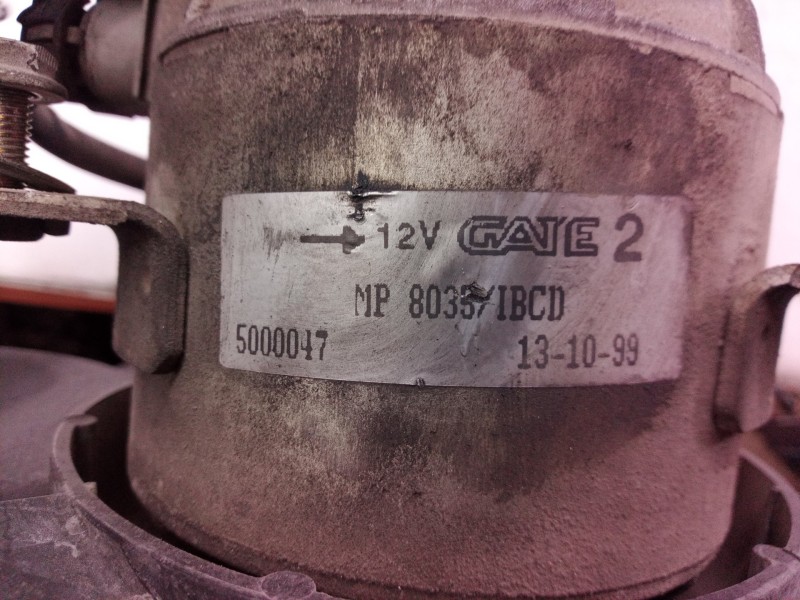 12V GATE 2
MP 8035/IBCD
5000047 13-10-99